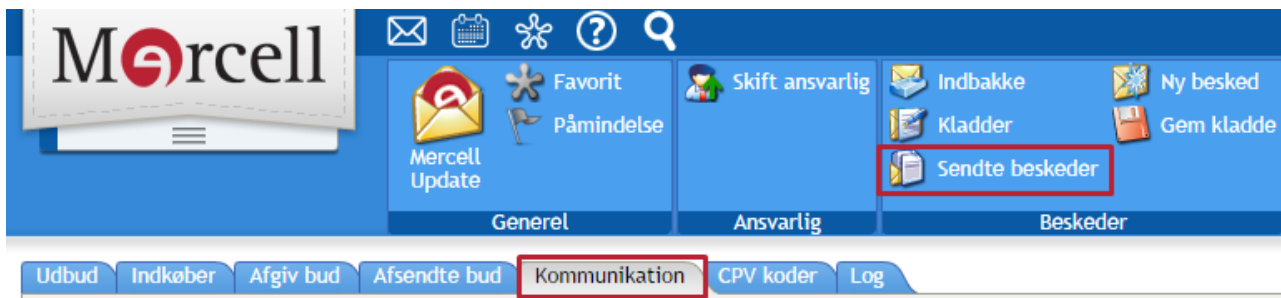 Mercell
Favorit
Påmindelse
Mercell
Update
Generel
Skift ansvarlig
Ansvarlig
Indbakke
Kladder
Sendte beskeder
Ny besked
Gem kladde
Beskeder
Udbud Indkøber Afgiv bud Afsendte bud Kommunikation CPV koder Log